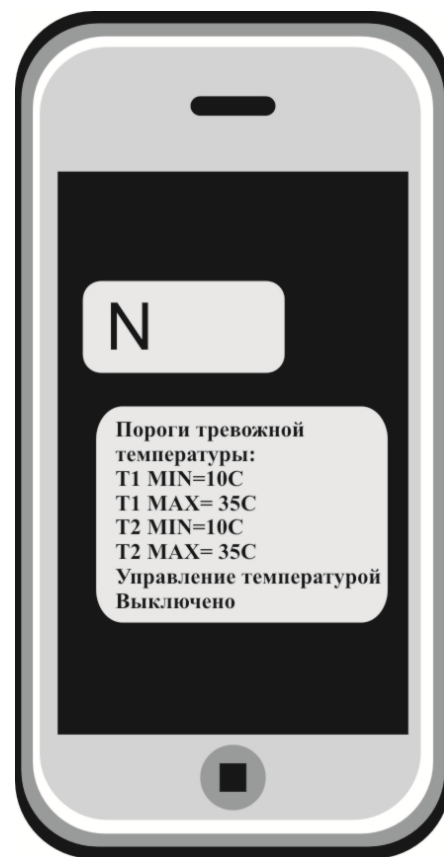 N
Пороги тревожной
температуры:
T1 MIN=10C
T1 MAX= 35C
T2 MIN=10C
T2 MAX= 35C
Управление температурой
Выключено